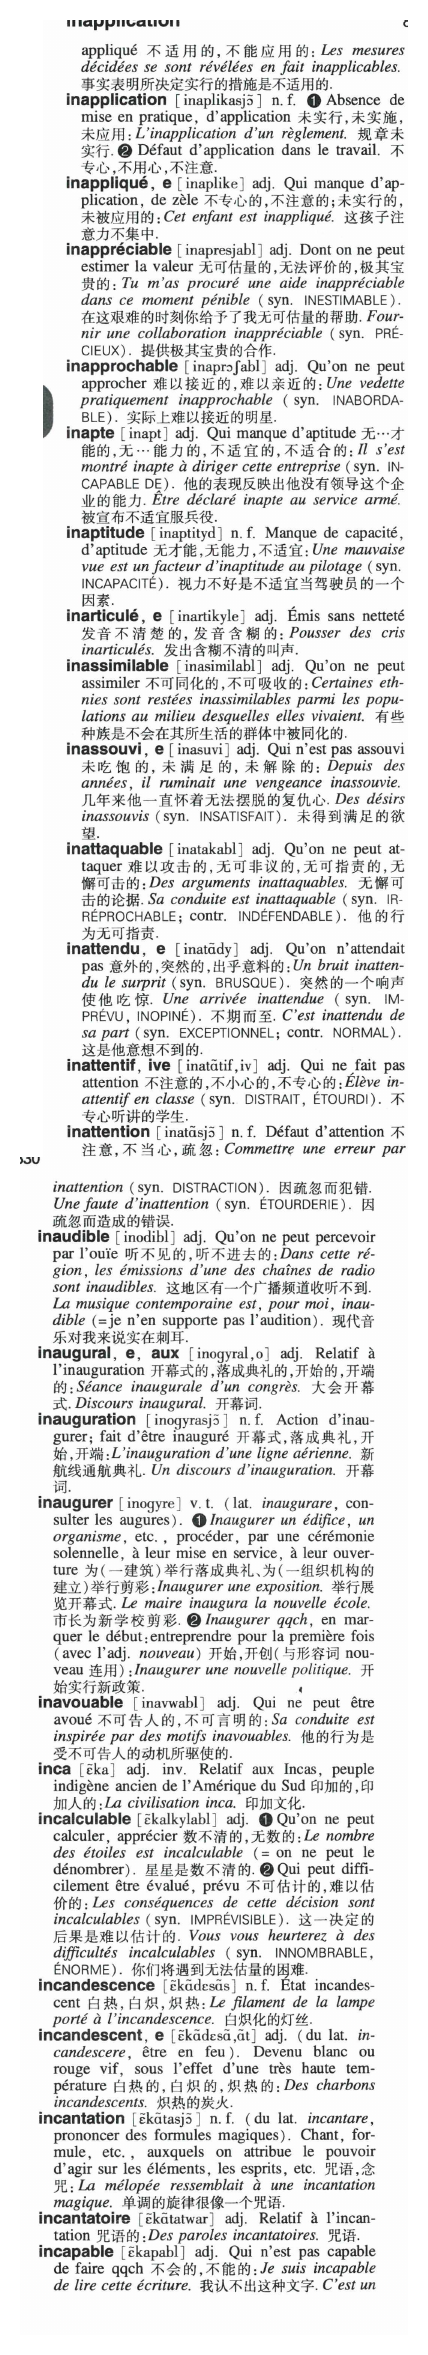 inapplication
appliqué 不适用的,不能应用的: Les mesures
décidées se sont révélées en fait inapplicables.
事实表明所决定实行的措施是不适用的.
inapplication [inaplikasjɔ̃] n. f. ❶ Absence de
mise en pratique, d'application 未实行,未实施,
未应用: L'inapplication d'un règlement. 规章未
实行. ❷ Défaut d'application dans le travail. 不
专心,不用心,不注意.
inappliqué, e [inaplike] adj. Qui manque d'ap-
plication, de zèle 不专心的,不注意的;未实行的,
未被应用的: Cet enfant est inappliqué. 这孩子注
意力不集中.
inappréciable [inapresjabl] adj. Dont on ne peut
estimer la valeur 无可估量的,无法评价的,极其宝
贵的: Tu m'as procuré une aide inappréciable
dans ce moment pénible (syn. INESTIMABLE).
在这艰难的时刻你给予了我无可估量的帮助. Four-
nir une collaboration inappréciable (syn. PRÉ-
CIEUX). 提供极其宝贵的合作.
inapprochable [inaprɔʃabl] adj. Qu'on ne peut
approcher 难以接近的,难以亲近的: Une vedette
pratiquement inapprochable (syn. INABORDA-
BLE). 实际上难以接近的明星.
inapte [inapt] adj. Qui manque d'aptitude 无…才
能的,无…能力的,不适宜的,不适合的: Il s'est
montré inapte à diriger cette entreprise (syn. IN-
CAPABLE DE). 他的表现反映出他没有领导这个企
业的能力. Être déclaré inapte au service armé.
被宣布不适宜服兵役.
inaptitude [inaptityd] n. f. Manque de capacité,
d'aptitude 无才能,无能力,不适宜: Une mauvaise
vue est un facteur d'inaptitude au pilotage (syn.
INCAPACITÉ). 视力不好是不适宜当驾驶员的一个
因素.
inarticulé, e [inartikyle] adj. Émis sans netteté
发音不清楚的,发音含糊的: Pousser des cris
inarticulés. 发出含糊不清的叫声.
inassimilable [inasimilabl] adj. Qu'on ne peut
assimiler 不可同化的,不可吸收的: Certaines eth-
nies sont restées inassimilables parmi les popu-
lations au milieu desquelles elles vivaient. 有些
种族是不会在其所生活的群体中被同化的.
inassouvi, e [inasuvi] adj. Qui n'est pas assouvi
未吃饱的,未满足的,未解除的: Depuis des
années, il ruminait une vengeance inassouvie.
几年来他一直怀着无法摆脱的复仇心. Des désirs
inassouvis (syn. INSATISFAIT). 未得到满足的欲
望.
inattaquable [inatakabl] adj. Qu'on ne peut at-
taquer 难以攻击的,无可非议的,无可指责的,无
懈可击的: Des arguments inattaquables. 无懈可
击的论据. Sa conduite est inattaquable (syn. IR-
RÉPROCHABLE; contr. INDÉFENDABLE). 他的行
为无可指责.
inattendu, e [inatɑ̃dy] adj. Qu'on n'attendait
pas 意外的,突然的,出乎意料的: Un bruit inatten-
du le surprit (syn. BRUSQUE). 突然的一个响声
使他吃惊. Une arrivée inattendue (syn. IM-
PRÉVU, INOPINÉ). 不期而至. C'est inattendu de
sa part (syn. EXCEPTIONNEL; contr. NORMAL).
这是他意想不到的.
inattentif, ive [inatɑ̃tif,iv] adj. Qui ne fait pas
attention 不注意的,不小心的,不专心的: Élève in-
attentif en classe (syn. DISTRAIT, ÉTOURDI). 不
专心听讲的学生.
inattention [inatɑ̃sjɔ̃] n. f. Défaut d'attention 不
注意,不当心,疏忽: Commettre une erreur par
inattention (syn. DISTRACTION). 因疏忽而犯错.
Une faute d'inattention (syn. ÉTOURDERIE). 因
疏忽而造成的错误.
inaudible [inodibl] adj. Qu'on ne peut percevoir
par l'ouïe 听不见的,听不进去的: Dans cette ré-
gion, les émissions d'une des chaînes de radio
sont inaudibles. 这地区有一个广播频道收听不到.
La musique contemporaine est, pour moi, inau-
dible (=je n'en supporte pas l'audition). 现代音
乐对我来说实在刺耳.
inaugural, e, aux [inogyral,o] adj. Relatif à
l'inauguration 开幕式的,落成典礼的,开始的,开端
的: Séance inaugurale d'un congrès. 大会开幕
式. Discours inaugural. 开幕词.
inauguration [inogyrasjɔ̃] n. f. Action d'inau-
gurer; fait d'être inauguré 开幕式,落成典礼,开
始,开端: L'inauguration d'une ligne aérienne. 新
航线通航典礼. Un discours d'inauguration. 开幕
词.
inaugurer [inogyre] v. t. (lat. inaugurare, con-
sulter les augures). ❶ Inaugurer un édifice, un
organisme, etc., procéder, par une cérémonie
solennelle, à leur mise en service, à leur ouver-
ture 为(一建筑)举行落成典礼、为(一组织机构的
建立)举行剪彩: Inaugurer une exposition. 举行展
览开幕式. Le maire inaugura la nouvelle école.
市长为新学校剪彩. ❷ Inaugurer qqch, en mar-
quer le début; entreprendre pour la première fois
(avec l'adj. nouveau) 开始,开创(与形容词 nou-
veau 连用): Inaugurer une nouvelle politique. 开
始实行新政策.
inavouable [inavwabl] adj. Qui ne peut être
avoué 不可告人的,不可言明的: Sa conduite est
inspirée par des motifs inavouables. 他的行为是
受不可告人的动机所驱使的.
inca [ɛ̃ka] adj. inv. Relatif aux Incas, peuple
indigène ancien de l'Amérique du Sud 印加的,印
加人的: La civilisation inca. 印加文化.
incalculable [ɛ̃kalkylabl] adj. ❶ Qu'on ne peut
calculer, apprécier 数不清的,无数的: Le nombre
des étoiles est incalculable (= on ne peut le
dénombrer). 星星是数不清的. ❷ Qui peut diffi-
cilement être évalué, prévu 不可估计的,难以估
价的: Les conséquences de cette décision sont
incalculables (syn. IMPRÉVISIBLE). 这一决定的
后果是难以估计的. Vous vous heurterez à des
difficultés incalculables (syn. INNOMBRABLE,
ÉNORME). 你们将遇到无法估量的困难.
incandescence [ɛ̃kɑ̃dɛsɑ̃s] n. f. État incandes-
cent 白热,白炽,炽热: Le filament de la lampe
porté à l'incandescence. 白炽化的灯丝.
incandescent, e [ɛ̃kɑ̃dɛsɑ̃,ɑ̃t] adj. (du lat. in-
candescere, être en feu). Devenu blanc ou
rouge vif, sous l'effet d'une très haute tem-
pérature 白热的,白炽的,炽热的: Des charbons
incandescents. 炽热的炭火.
incantation [ɛ̃kɑ̃tasjɔ̃] n. f. (du lat. incantare,
prononcer des formules magiques). Chant, for-
mule, etc., auxquels on attribue le pouvoir
d'agir sur les éléments, les esprits, etc. 咒语,念
咒: La mélopée ressemblait à une incantation
magique. 单调的旋律很像一个咒语.
incantatoire [ɛ̃kɑ̃tatwar] adj. Relatif à l'incan-
tation 咒语的: Des paroles incantatoires. 咒语.
incapable [ɛ̃kapabl] adj. Qui n'est pas capable
de faire qqch 不会的,不能的: Je suis incapable
de lire cette écriture. 我认不出这种文字. C'est un